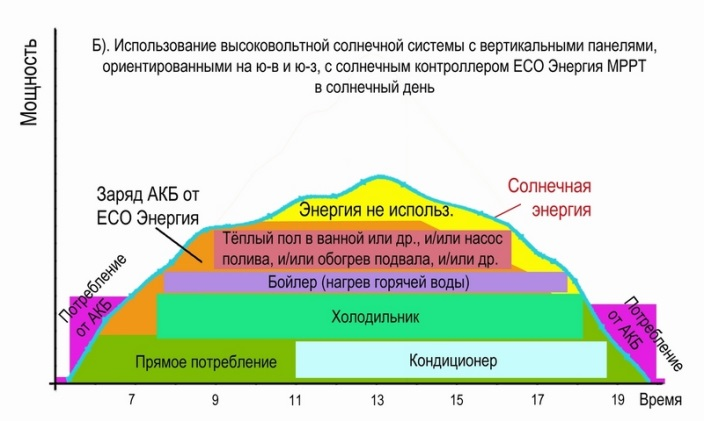 Б). Использование высоковольтной солнечной системы с вертикальными панелями,
ориентированными на ю-в и ю-з, с солнечным контроллером ECO Энергия MPPT
в солнечный день
Мощность
Заряд АКБ от
ECO Энергия
Солнечная
энергия
Энергия не использ.
Тёплый пол в ванной или др., и/или насос
полива, и/или обогрев подвала, и/или др.
Бойлер (нагрев горячей воды)
Потребление
от АКБ
Холодильник
Потребление
от АКБ
Прямое потребление
Кондиционер
7 9 11 13 15 17 19 Время